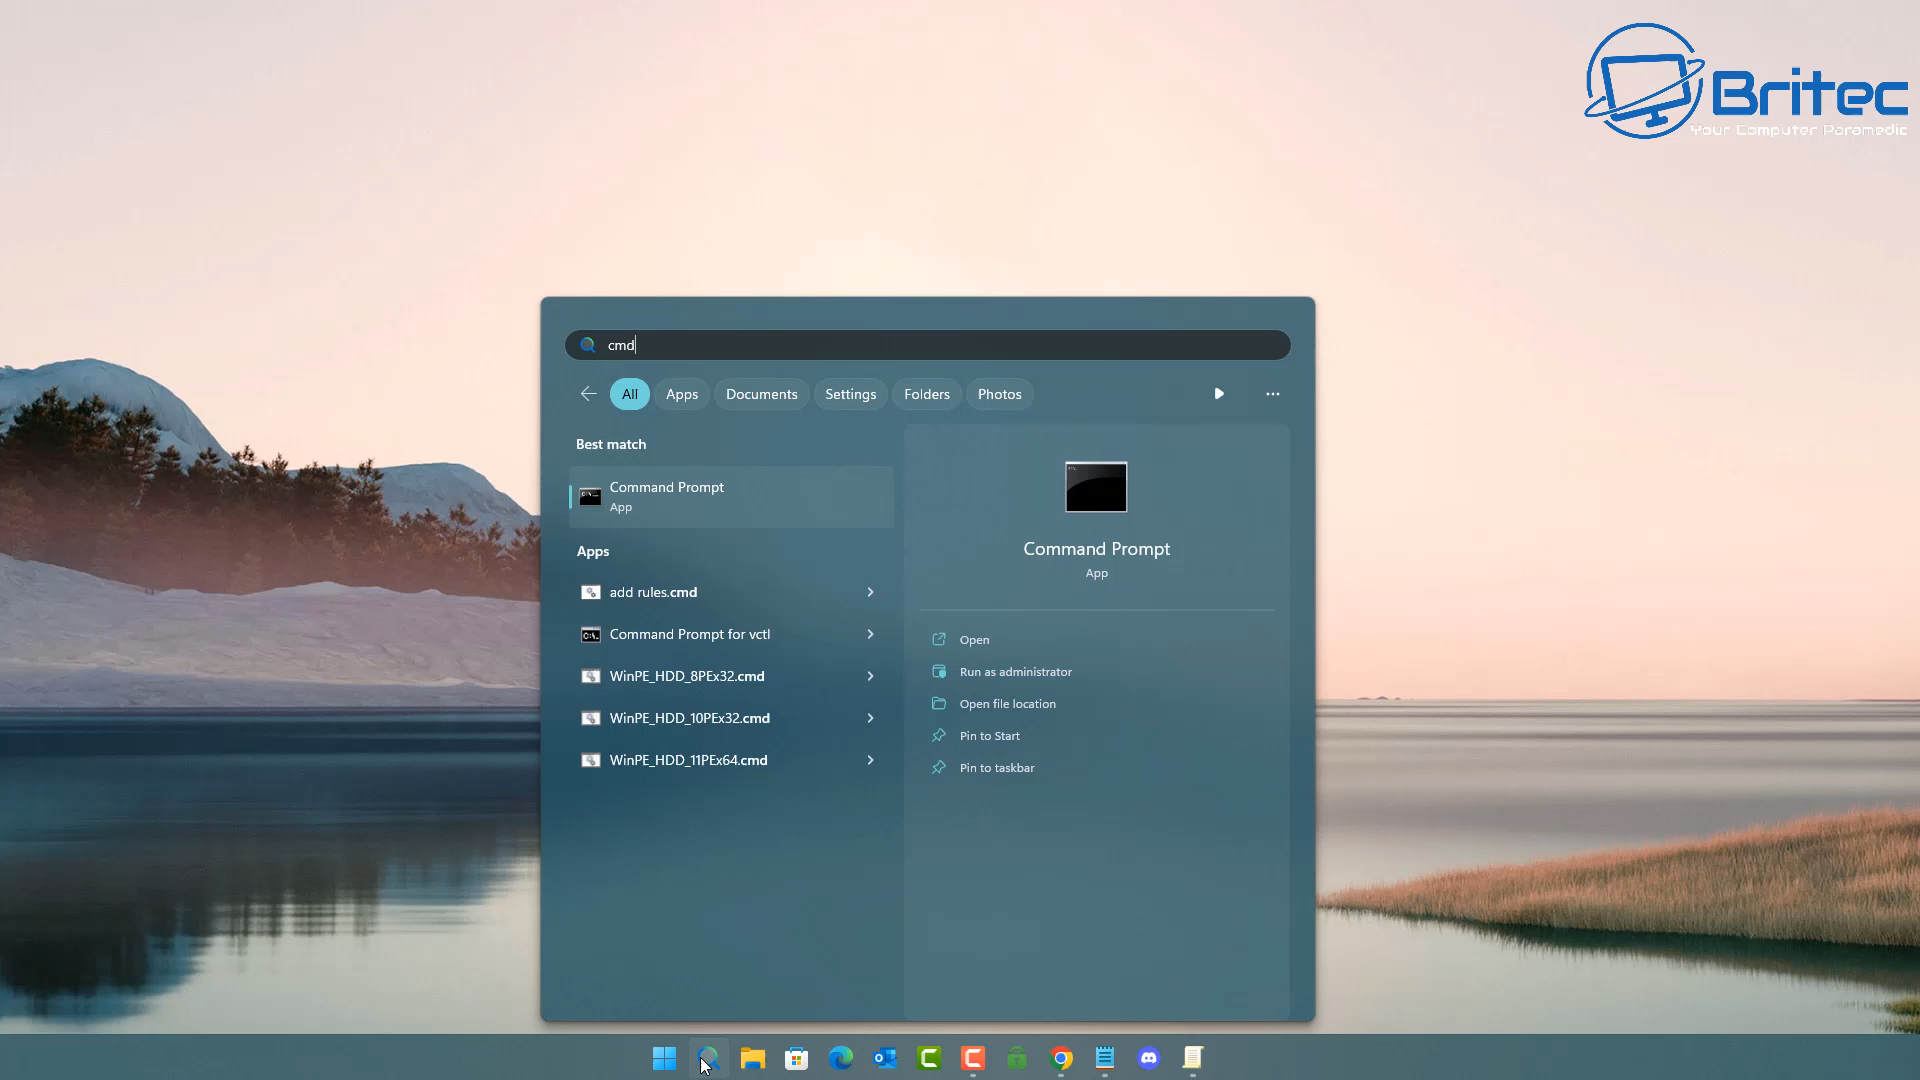 Britec
Your Computer Paramedic
cmd
All Apps Documents Settings Folders Photos
Best match
Command Prompt
App
Apps
add rules.cmd
Command Prompt for vctl
WinPE_HDD_8PEx32.cmd
WinPE_HDD_10PEx32.cmd
WinPE_HDD_11PEx64.cmd
Command Prompt
App
Open
Run as administrator
Open file location
Pin to Start
Pin to taskbar